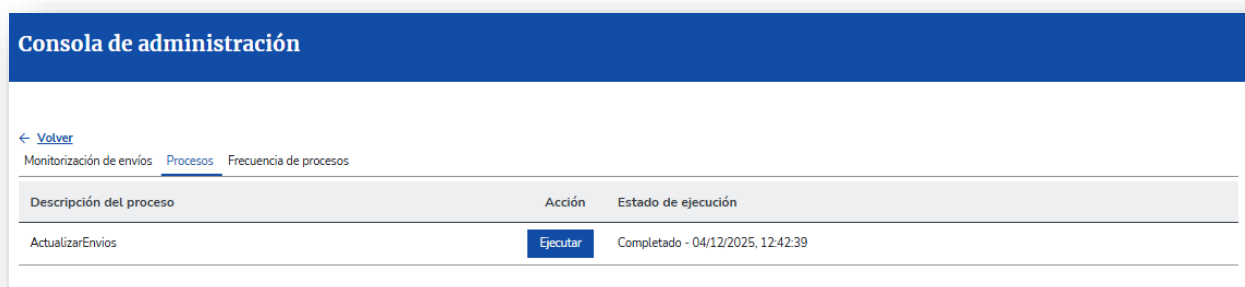 Consola de administración
← Volver
Monitorización de envíos Procesos Frecuencia de procesos
Descripción del proceso Acción Estado de ejecución
ActualizarEnvios Ejecutar Completado - 04/12/2025, 12:42:39